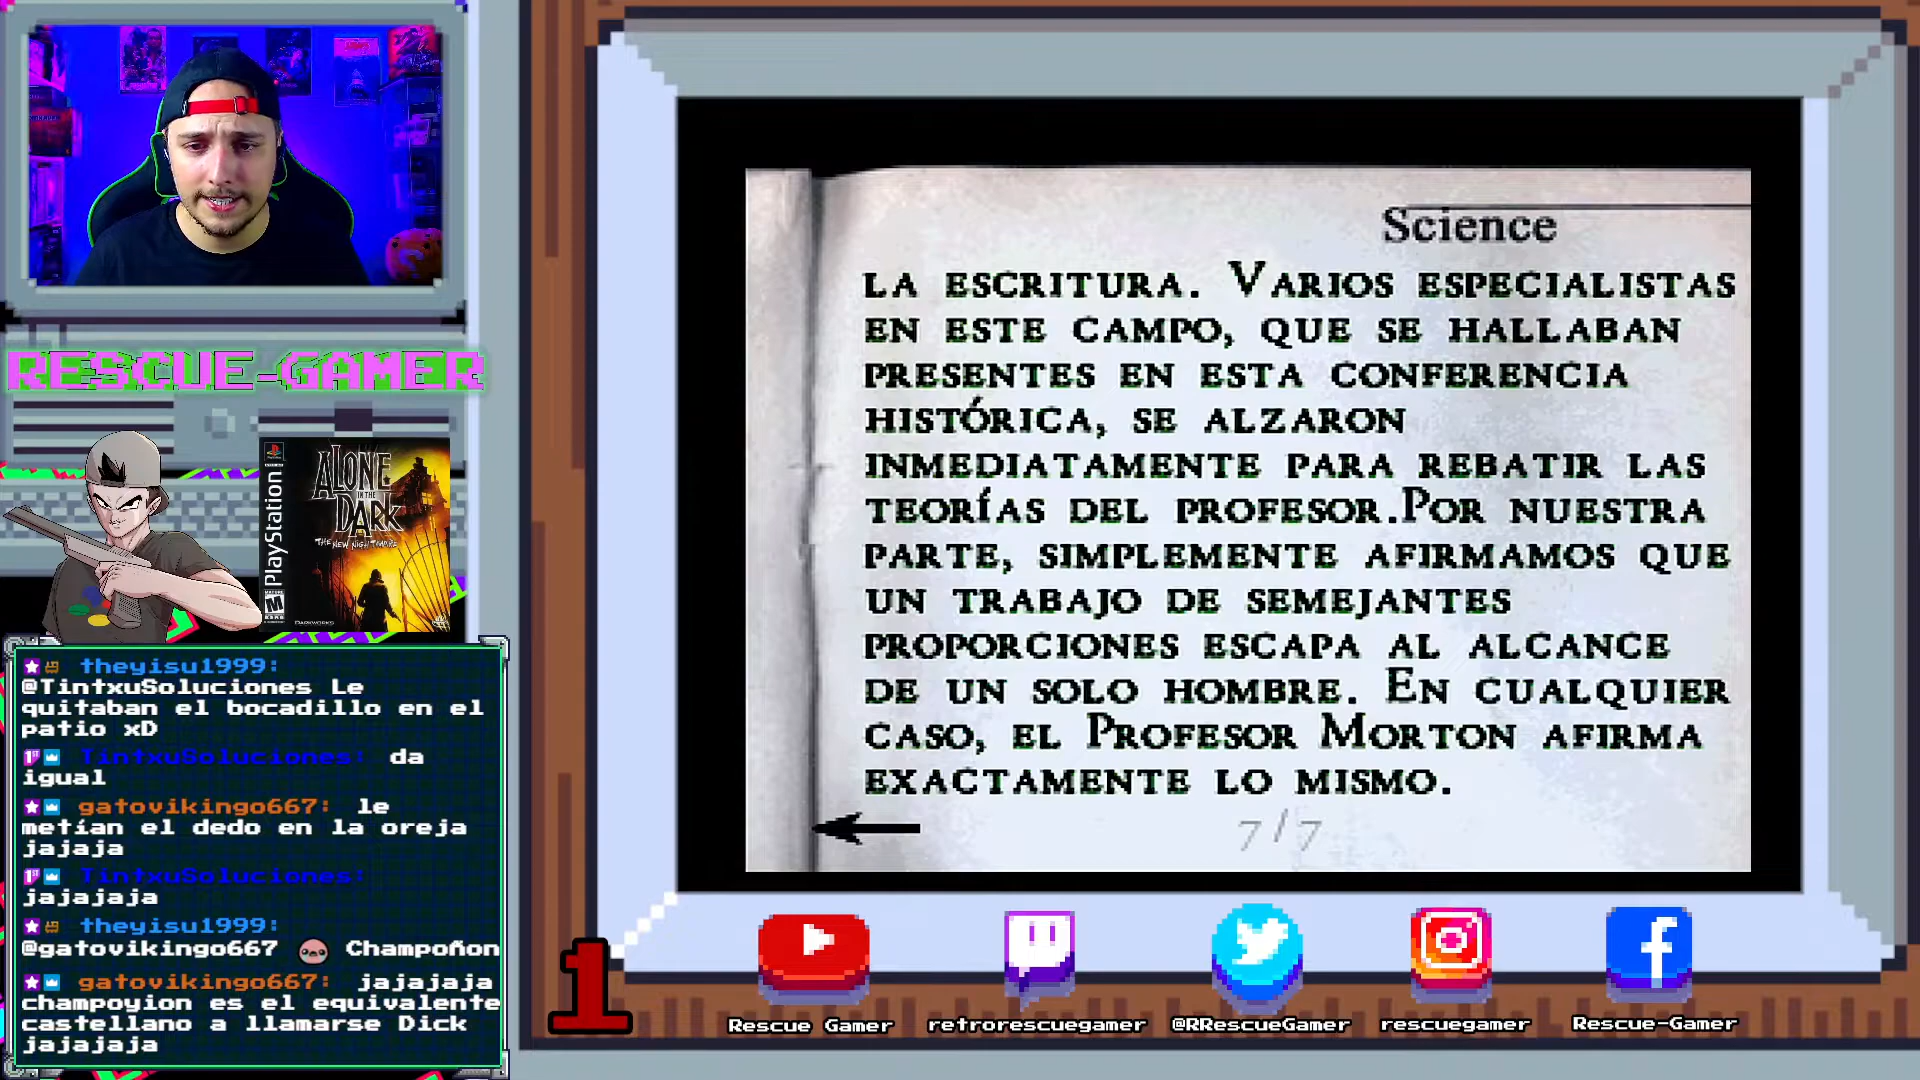 RESCUE-GAMER
PlayStation
ALONE
IN THE
DARK
THE NEW NIGHTMARE
M
DARKWORKS
theyisu1999:
@TintxuSoluciones Le
quitaban el bocadillo en el
patio xD
TintxuSoluciones: da
igual
gatovikingo667: le
metían el dedo en la oreja
jajaja
TintxuSoluciones:
jajajaja
theyisu1999:
@gatovikingo667 Champoñon
gatovikingo667: jajajaja
champoyion es el equivalente
castellano a llamarse Dick
jajajaja
Science
LA ESCRITURA. VARIOS ESPECIALISTAS
EN ESTE CAMPO, QUE SE HALLABAN
PRESENTES EN ESTA CONFERENCIA
HISTÓRICA, SE ALZARON
INMEDIATAMENTE PARA REBATIR LAS
TEORÍAS DEL PROFESOR.POR NUESTRA
PARTE, SIMPLEMENTE AFIRMAMOS QUE
UN TRABAJO DE SEMEJANTES
PROPORCIONES ESCAPA AL ALCANCE
DE UN SOLO HOMBRE. EN CUALQUIER
CASO, EL PROFESOR MORTON AFIRMA
EXACTAMENTE LO MISMO.
7/7
1
Rescue Gamer
retrorescuegamer
@RRescueGamer
rescuegamer
Rescue-Gamer